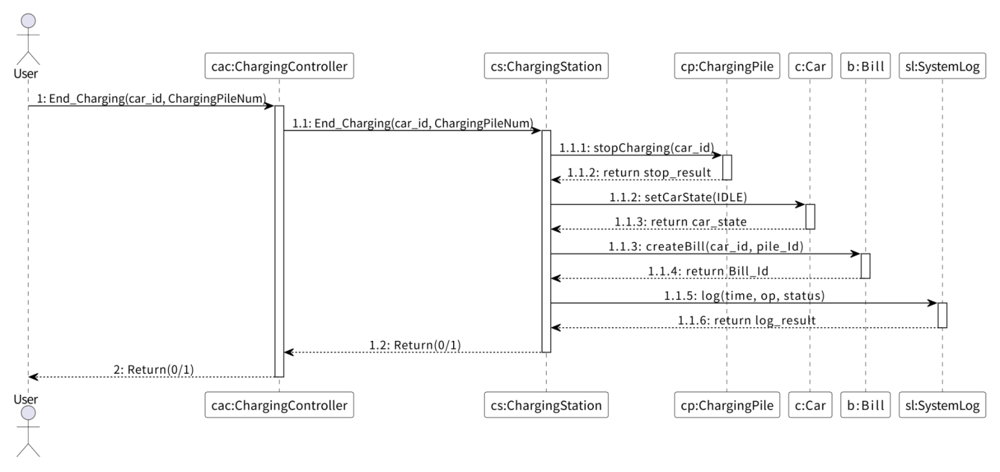 User
cac:ChargingController
cs:ChargingStation
cp:ChargingPile
c:Car
b:Bill
sl:SystemLog
1: End_Charging(car_id, ChargingPileNum)
1.1: End_Charging(car_id, ChargingPileNum)
1.1.1: stopCharging(car_id)
1.1.2: return stop_result
1.1.2: setCarState(IDLE)
1.1.3: return car_state
1.1.3: createBill(car_id, pile_Id)
1.1.4: return Bill_Id
1.1.5: log(time, op, status)
1.1.6: return log_result
1.2: Return(0/1)
2: Return(0/1)
User
cac:ChargingController
cs:ChargingStation
cp:ChargingPile
c:Car
b:Bill
sl:SystemLog